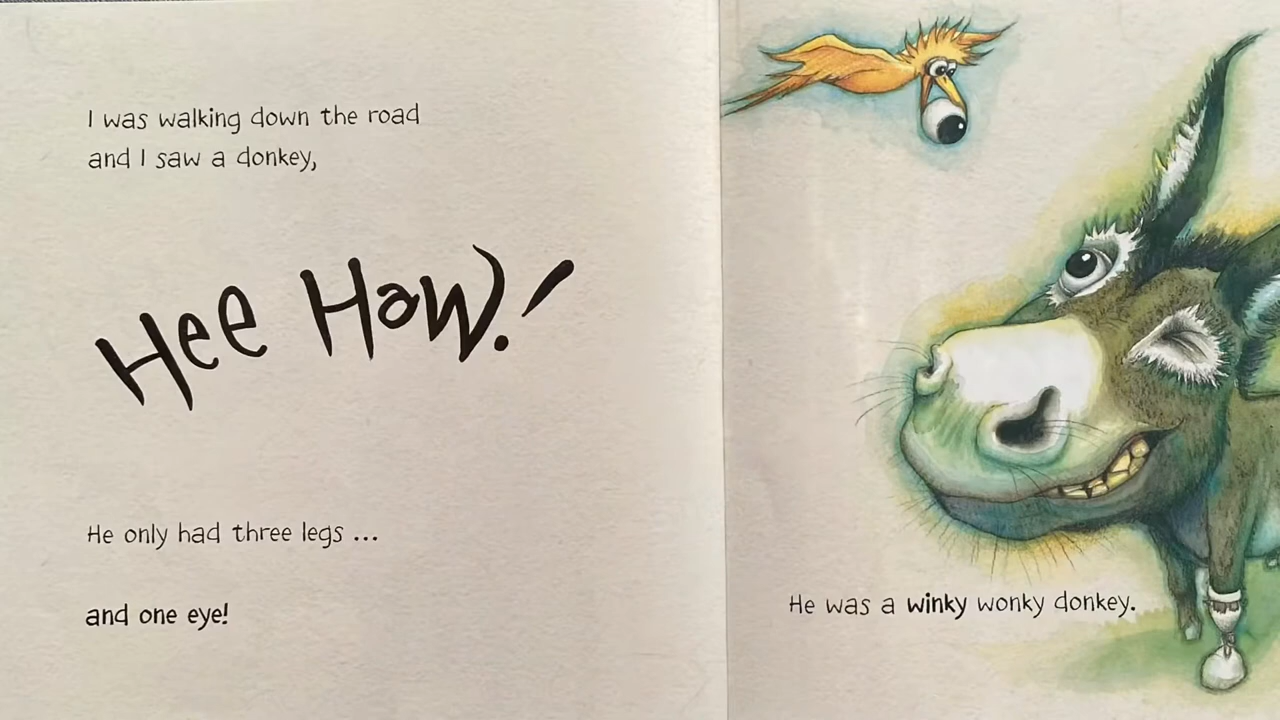 I was walking down the road
and I saw a donkey,
Hee Haw!
He only had three legs ...
and one eye!
He was a winky wonky donkey.